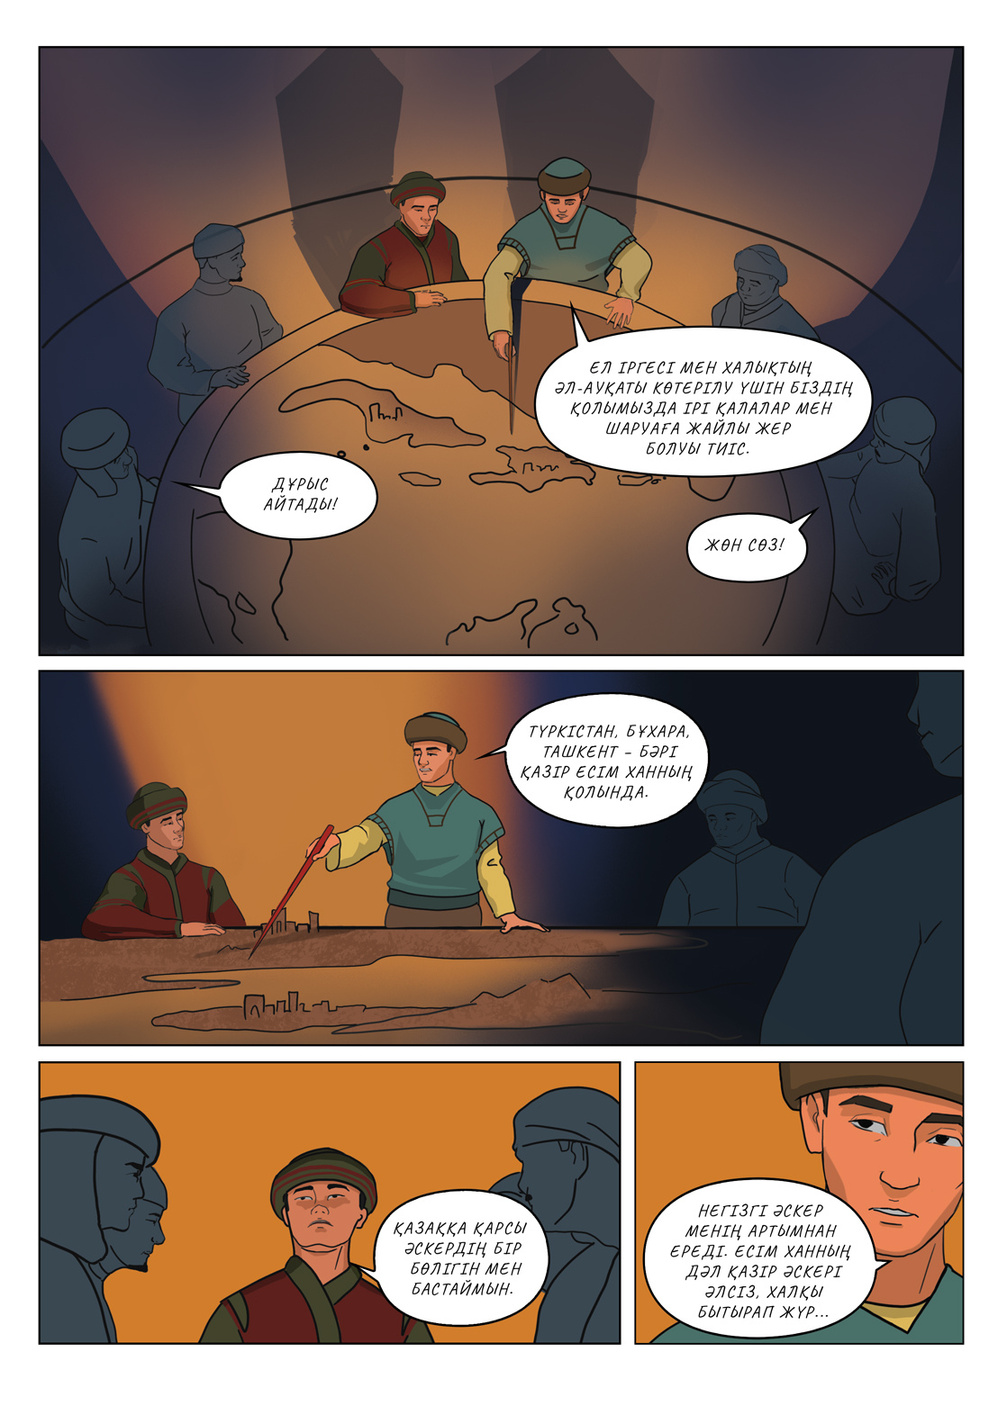 ЕЛ ІРГЕСІ МЕН ХАЛЫҚТЫҢ
ӘЛ-АУҚАТЫ КӨТЕРІЛУ ҮШІН БІЗДІҢ
ҚОЛЫМЫЗДА ІРІ ҚАЛАЛАР МЕН
ШАРУАҒА ЖАЙЛЫ ЖЕР
БОЛУЫ ТИІС.
ДҰРЫС
АЙТАДЫ!
ЖӨН СӨЗ!
ТҮРКІСТАН, БҰХАРА,
ТАШКЕНТ – БӘРІ
ҚАЗІР ЕСІМ ХАННЫҢ
ҚОЛЫНДА.
ҚАЗАҚҚА ҚАРСЫ
ӘСКЕРДІҢ БІР
БӨЛІГІН МЕН
БАСТАЙМЫН.
НЕГІЗГІ ӘСКЕР
МЕНІҢ АРТЫМНАН
ЕРЕДІ. ЕСІМ ХАННЫҢ
ДӘЛ ҚАЗІР ӘСКЕРІ
ӘЛСІЗ, ХАЛҚЫ
БЫТЫРАП ЖҮР...